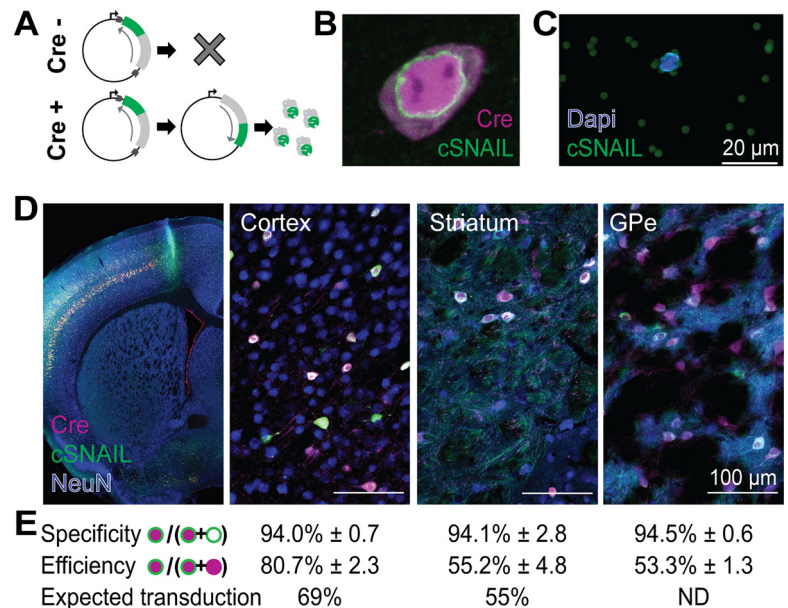 A
Cre -
Cre +
B
Cre
cSNAIL
C
Dapi
cSNAIL
20 µm
D
Cre
cSNAIL
NeuN
Cortex
Striatum
GPe
100 µm
E
Specificity /( + ) 94.0% ± 0.7 94.1% ± 2.8 94.5% ± 0.6
Efficiency /( + ) 80.7% ± 2.3 55.2% ± 4.8 53.3% ± 1.3
Expected transduction 69% 55% ND